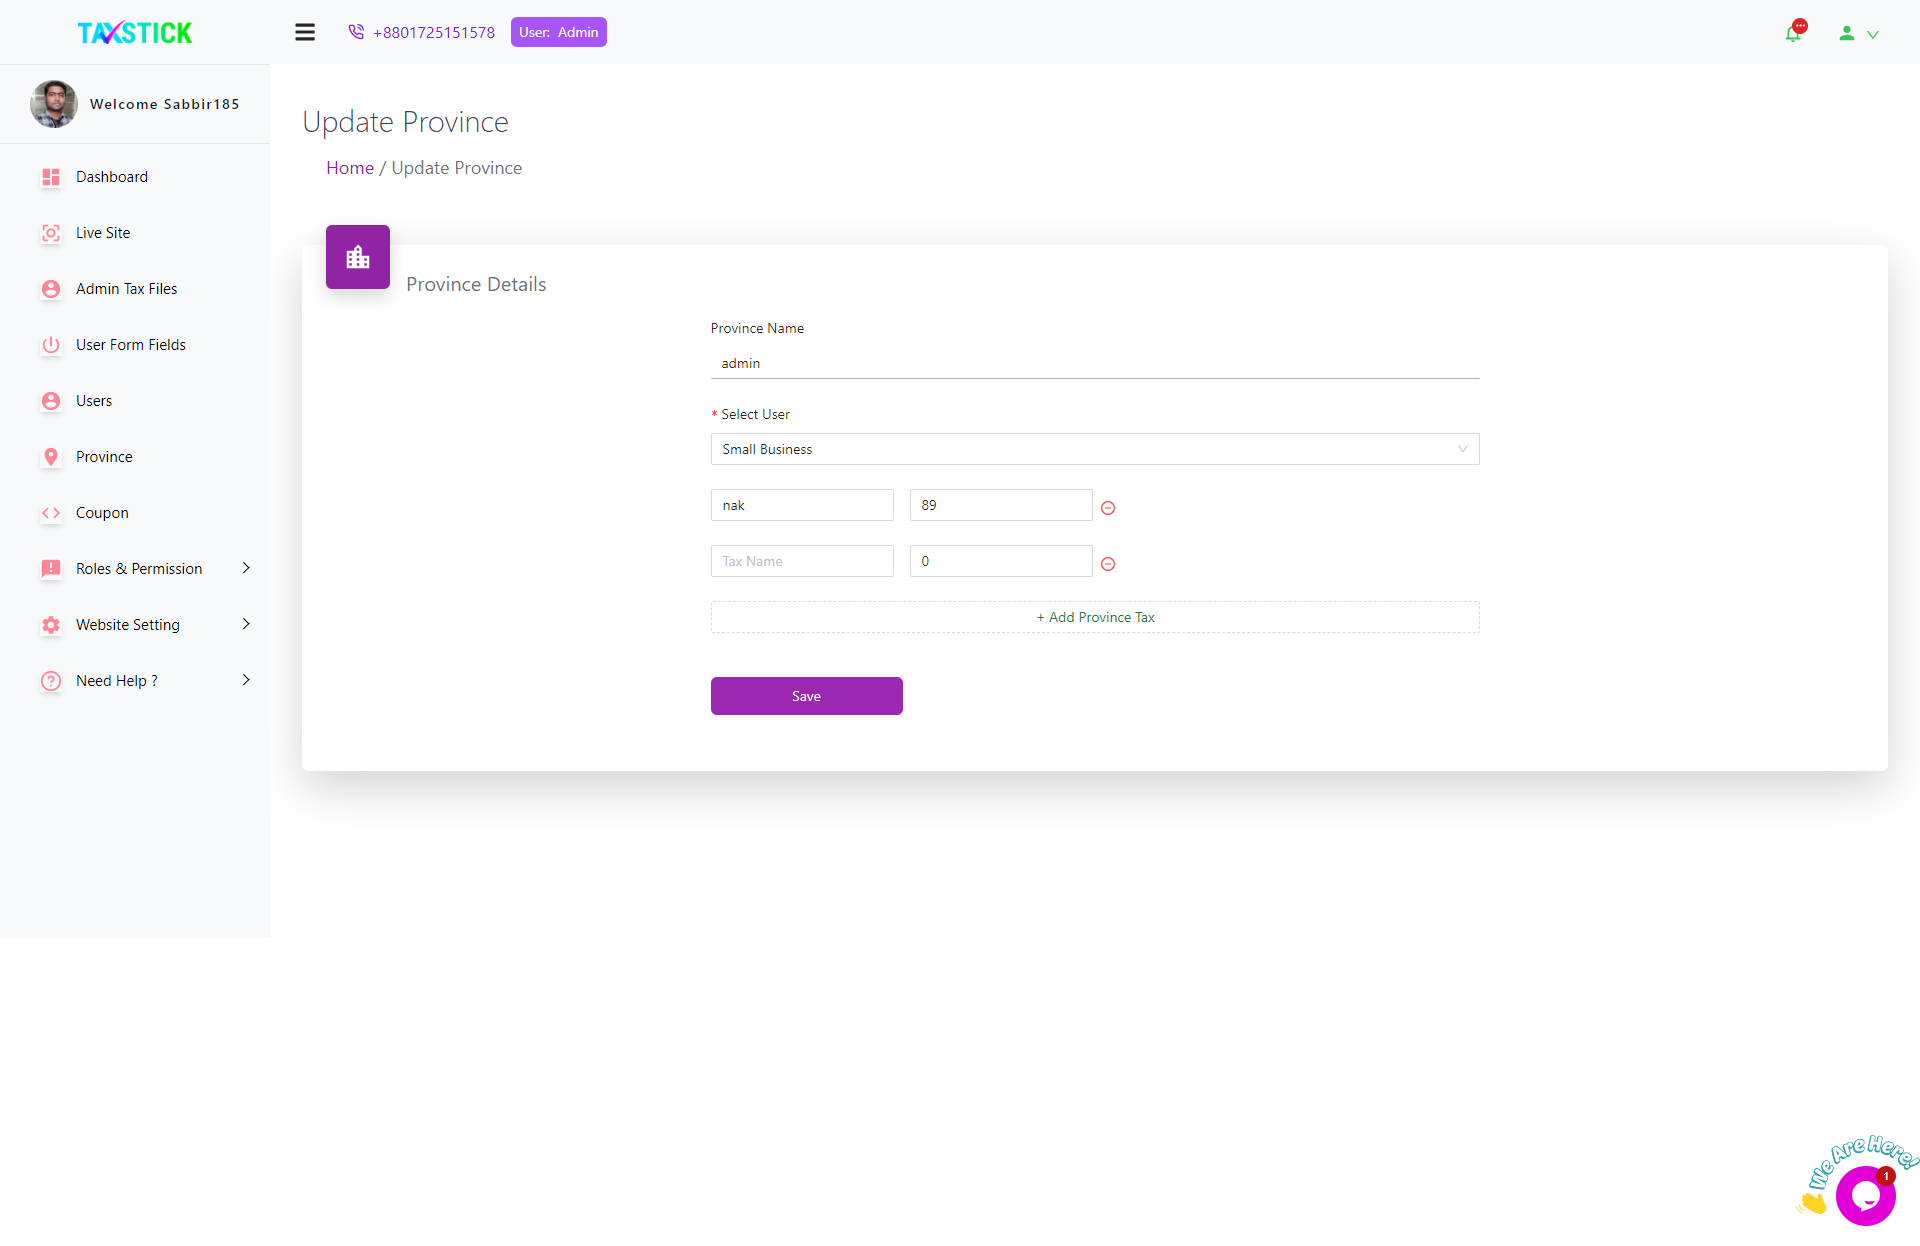 TAXSTICK
+8801725151578
User: Admin
Welcome Sabbir185
Dashboard
Live Site
Admin Tax Files
User Form Fields
Users
Province
Coupon
Roles & Permission
Website Setting
Need Help ?
Update Province
Home / Update Province
Province Details
Province Name
admin
* Select User
Small Business
nak
89
Tax Name
0
+ Add Province Tax
Save
We Are Here!
1